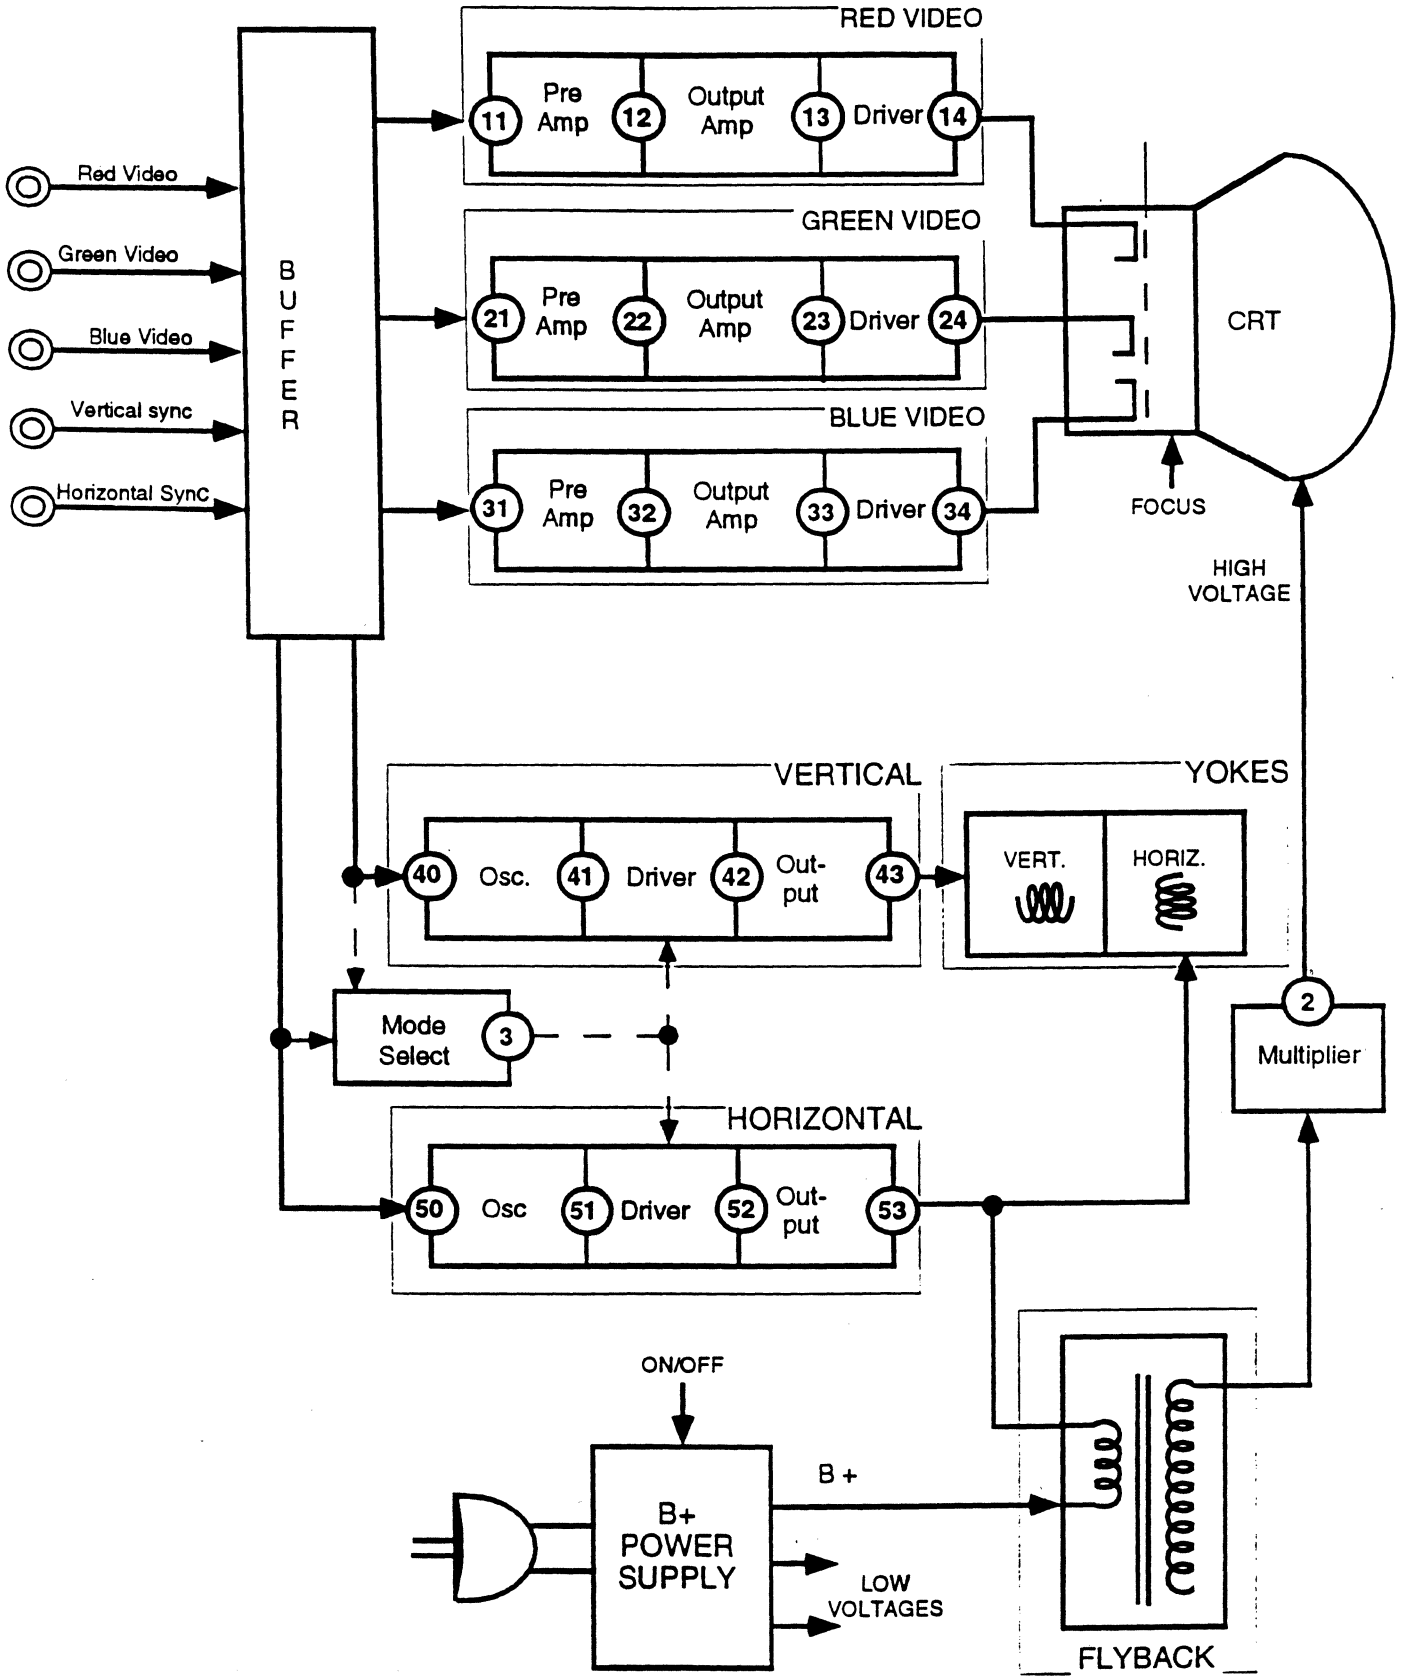 RED VIDEO
Pre Amp
Output Amp
Driver
11
12
13
14
Red Video
GREEN VIDEO
Green Video
BUFFER
Pre Amp
Output Amp
Driver
21
22
23
24
CRT
Blue Video
Vertical sync
BLUE VIDEO
Horizontal SynC
Pre Amp
Output Amp
Driver
31
32
33
34
FOCUS
HIGH
VOLTAGE
VERTICAL
YOKES
40
Osc.
41
Driver
42
Out-
put
43
VERT.
HORIZ.
Mode
Select
3
2
Multiplier
HORIZONTAL
50
Osc
51
Driver
52
Out-
put
53
ON/OFF
B +
B+
POWER
SUPPLY
LOW
VOLTAGES
FLYBACK